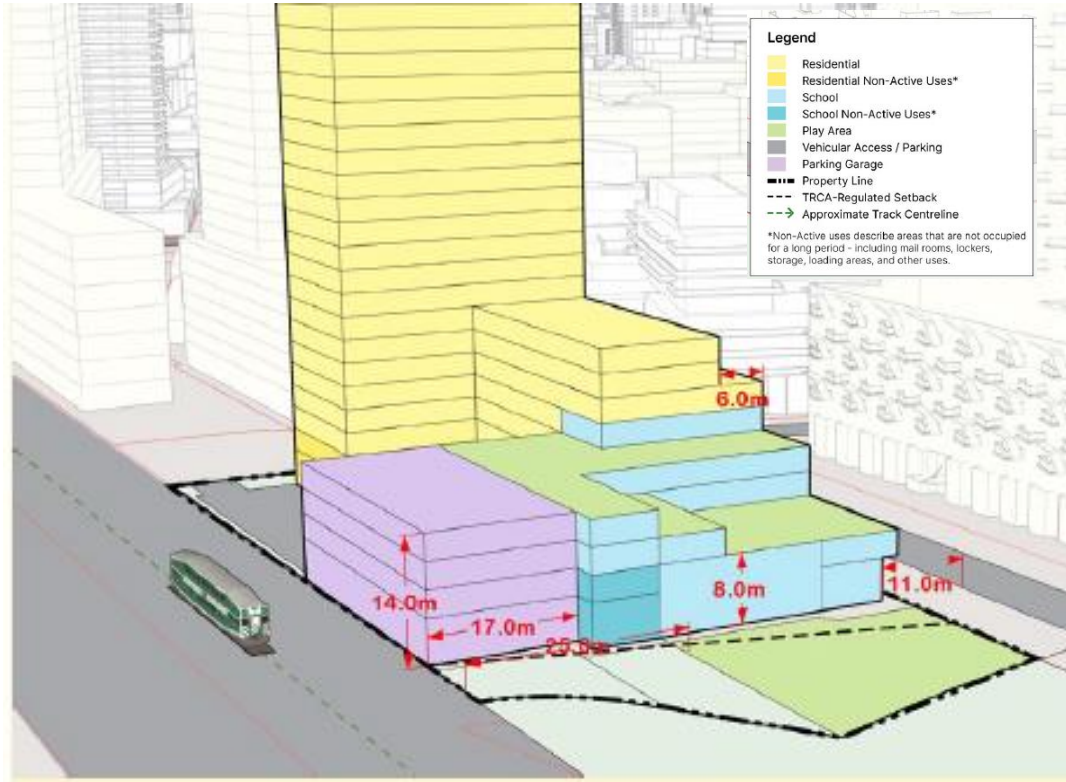 Legend
Residential
Residential Non-Active Uses*
School
School Non-Active Uses*
Play Area
Vehicular Access / Parking
Parking Garage
Property Line
TRCA-Regulated Setback
Approximate Track Centreline
*Non-Active uses describe areas that are not occupied
for a long period - including mail rooms, lockers,
storage, loading areas, and other uses.
6.0m
11.0m
8.0m
14.0m
17.0m